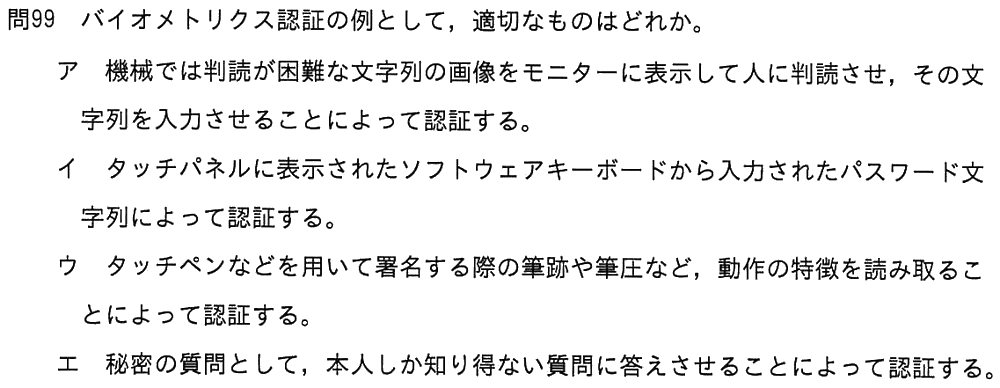 問99 バイオメトリクス認証の例として，適切なものはどれか。
ア 機械では判読が困難な文字列の画像をモニターに表示して人に判読させ，その文
字列を入力させることによって認証する。
イ タッチパネルに表示されたソフトウェアキーボードから入力されたパスワード文
字列によって認証する。
ウ タッチペンなどを用いて署名する際の筆跡や筆圧など，動作の特徴を読み取るこ
とによって認証する。
エ 秘密の質問として，本人しか知り得ない質問に答えさせることによって認証する。